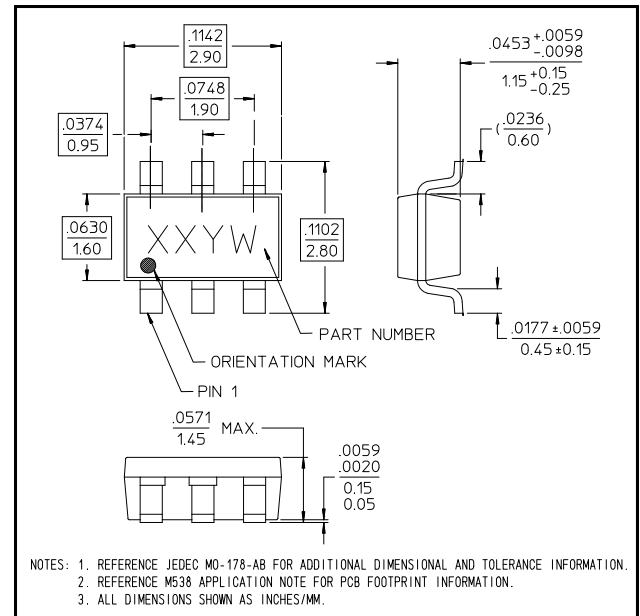 .1142
2.90
.0748
1.90
.0374
0.95
.0453 +.0059
-.0098
1.15 +0.15
-0.25
(.0236
0.60)
.0630
1.60
XXYW
.1102
2.80
PART NUMBER
ORIENTATION MARK
PIN 1
.0177 ±.0059
0.45 ±0.15
.0571
1.45 MAX.
.0059
.0020
0.15
0.05
NOTES: 1. REFERENCE JEDEC MO-178-AB FOR ADDITIONAL DIMENSIONAL AND TOLERANCE INFORMATION.
2. REFERENCE M538 APPLICATION NOTE FOR PCB FOOTPRINT INFORMATION.
3. ALL DIMENSIONS SHOWN AS INCHES/MM.